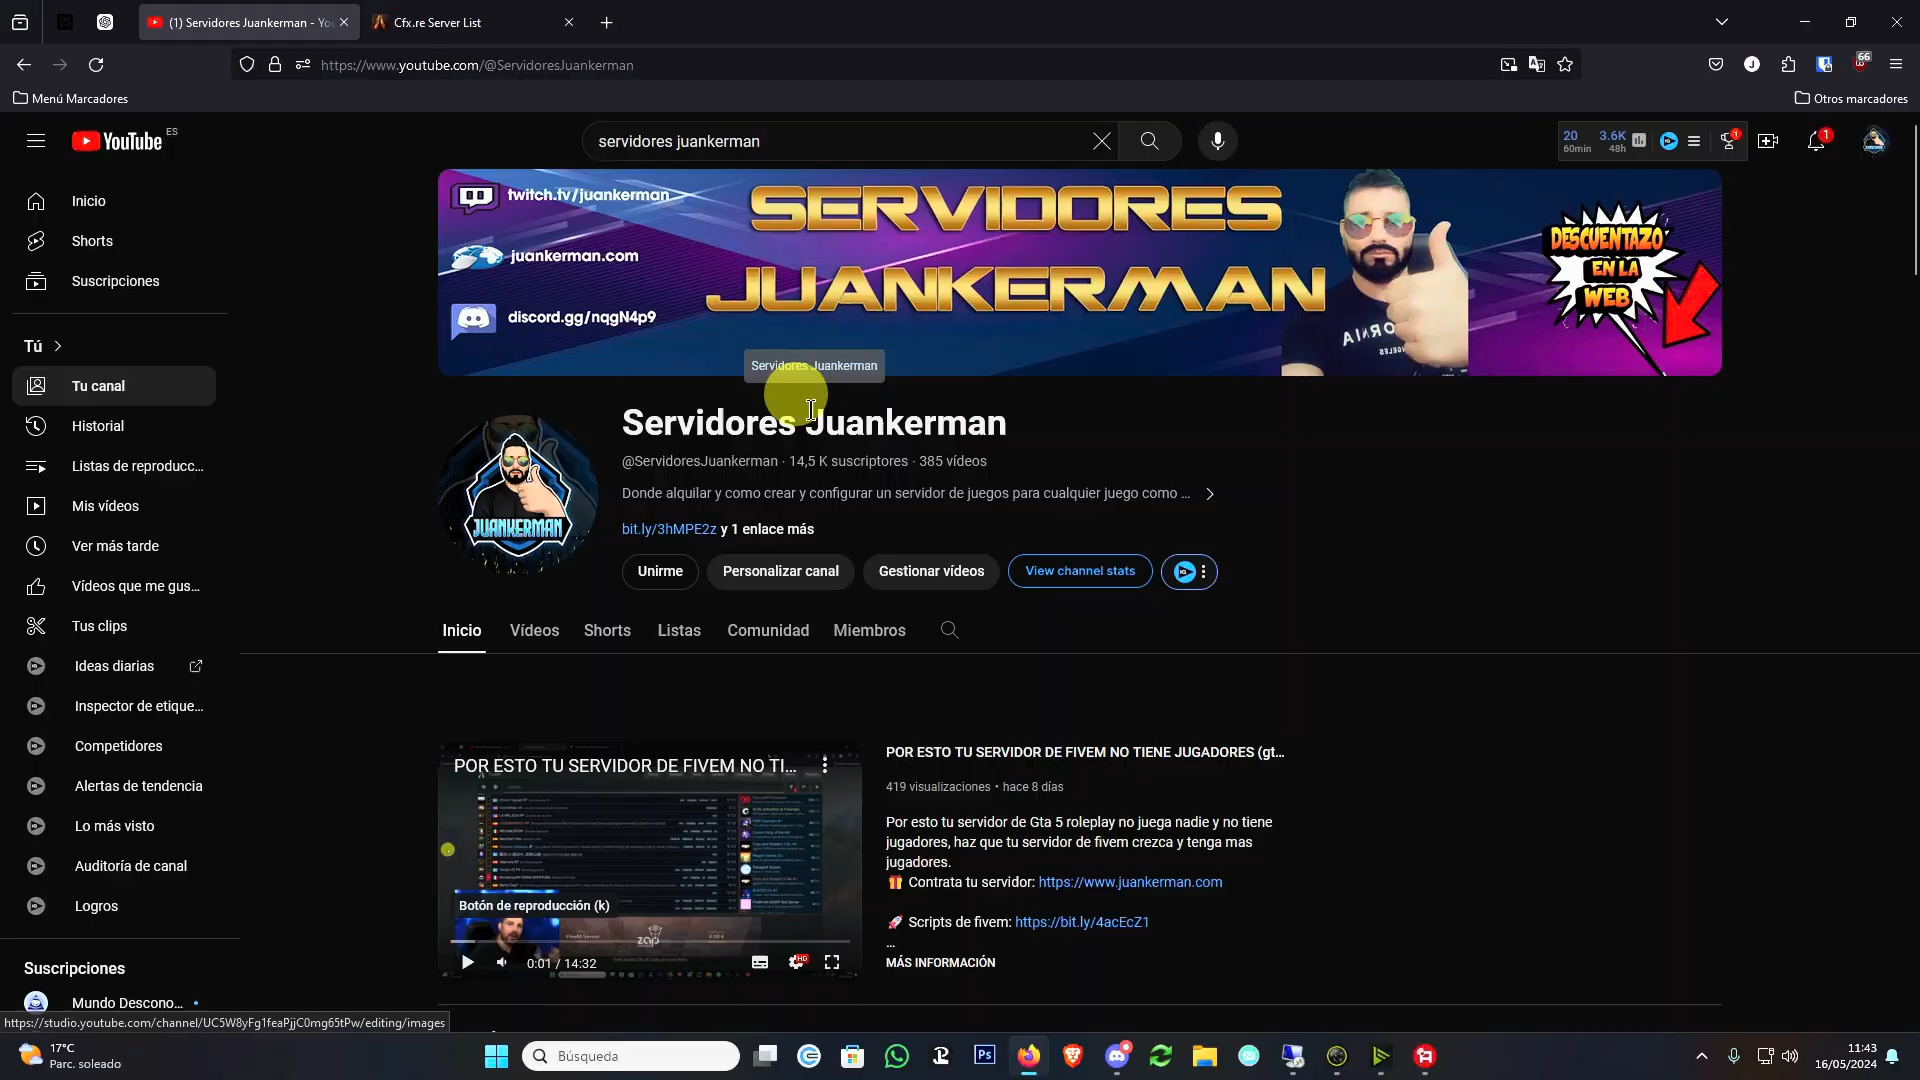 (1) Servidores Juankerman - Yo
Cfx.re Server List
https://www.youtube.com/@ServidoresJuankerman
66
Menú Marcadores
Otros marcadores
YouTube ES
servidores juankerman
20
60min
3.6K
48h
1
1
Inicio
Shorts
Suscripciones
Tú
Tu canal
Historial
Listas de reproducc...
Mis vídeos
Ver más tarde
Vídeos que me gus...
Tus clips
Ideas diarias
Inspector de etique...
Competidores
Alertas de tendencia
Lo más visto
Auditoría de canal
Logros
Suscripciones
Mundo Descono...
twitch.tv/juankerman
juankerman.com
discord.gg/nqgN4p9
SERVIDORES
JUANKERMAN
DESCUENTAZO
EN LA
WEB
Servidores Juankerman
JUANKERMAN
Servidores Juankerman
@ServidoresJuankerman · 14,5 K suscriptores · 385 vídeos
Donde alquilar y como crear y configurar un servidor de juegos para cualquier juego como ...
bit.ly/3hMPE2z y 1 enlace más
Unirme
Personalizar canal
Gestionar vídeos
View channel stats
Inicio
Vídeos
Shorts
Listas
Comunidad
Miembros
POR ESTO TU SERVIDOR DE FIVEM NO TI...
Botón de reproducción (k)
zap
0:01 / 14:32
HD
POR ESTO TU SERVIDOR DE FIVEM NO TIENE JUGADORES (gt...
419 visualizaciones • hace 8 días
Por esto tu servidor de Gta 5 roleplay no juega nadie y no tiene
jugadores, haz que tu servidor de fivem crezca y tenga mas
jugadores.
🎁 Contrata tu servidor: https://www.juankerman.com
🚀 Scripts de fivem: https://bit.ly/4acEcZ1
...
MÁS INFORMACIÓN
https://studio.youtube.com/channel/UC5W8yFg1feaPjjC0mg65tPw/editing/images
17°C
Parc. soleado
Búsqueda
Ps
11:43
16/05/2024